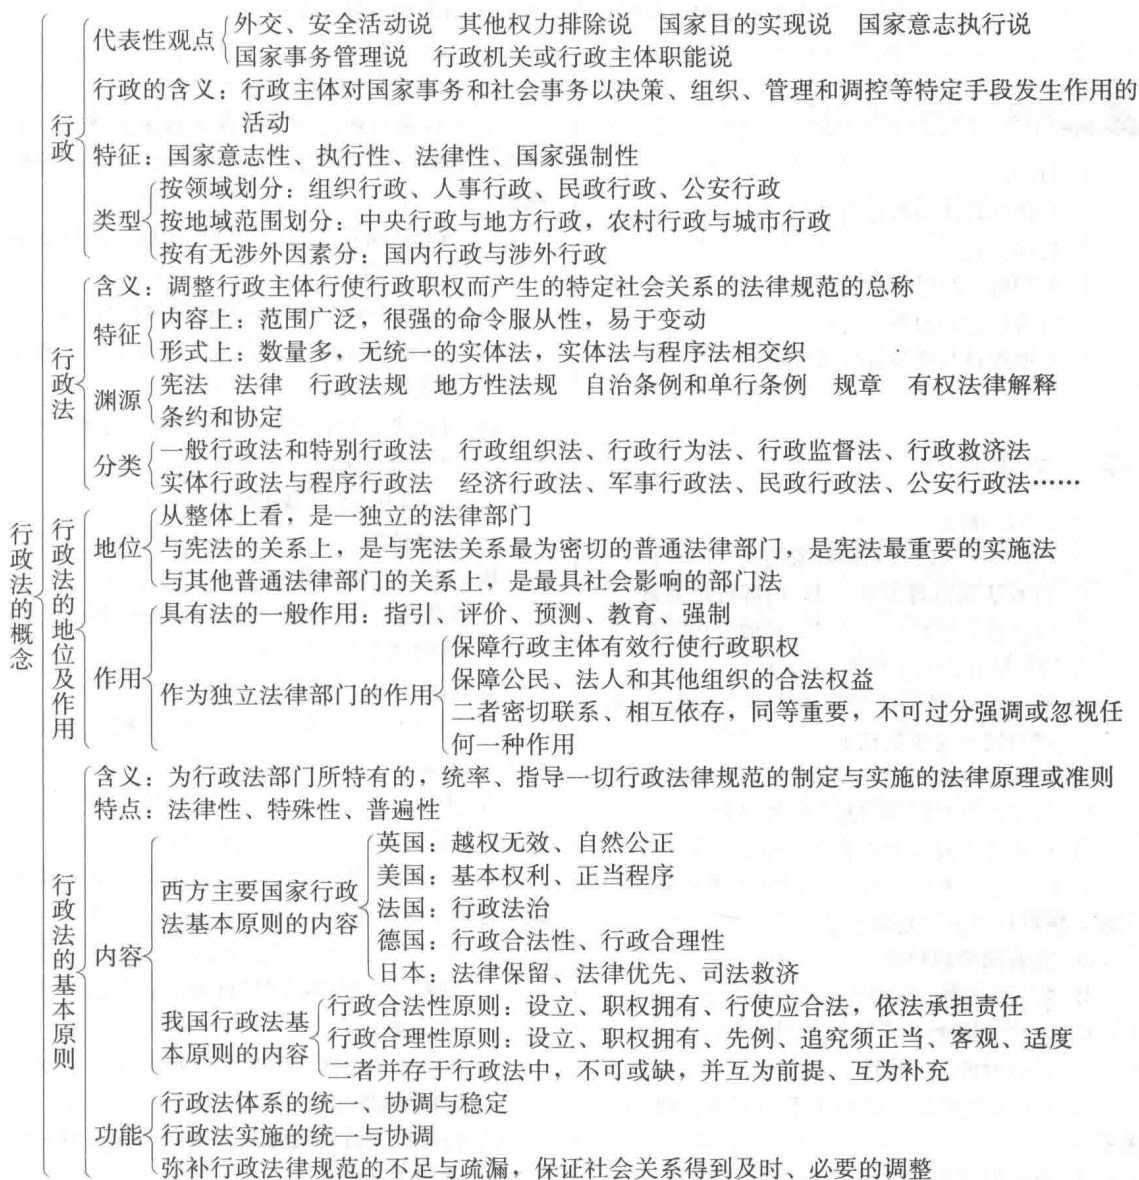 行政法的概念
行政
代表性观点
外交、安全活动说 其他权力排除说 国家目的实现说 国家意志执行说
国家事务管理说 行政机关或行政主体职能说
行政的含义：行政主体对国家事务和社会事务以决策、组织、管理和调控等特定手段发生作用的
活动
特征：国家意志性、执行性、法律性、国家强制性
类型
按领域划分：组织行政、人事行政、民政行政、公安行政
按地域范围划分：中央行政与地方行政，农村行政与城市行政
按有无涉外因素分：国内行政与涉外行政
行政法
含义：调整行政主体行使行政职权而产生的特定社会关系的法律规范的总称
特征
内容上：范围广泛，很强的命令服从性，易于变动
形式上：数量多，无统一的实体法，实体法与程序法相交织
渊源
宪法 法律 行政法规 地方性法规 自治条例和单行条例 规章 有权法律解释
条约和协定
分类
一般行政法和特别行政法 行政组织法、行政行为法、行政监督法、行政救济法
实体行政法与程序行政法 经济行政法、军事行政法、民政行政法、公安行政法……
行政法的地位及作用
地位
从整体上看，是一独立的法律部门
与宪法的关系上，是与宪法关系最为密切的普通法律部门，是宪法最重要的实施法
与其他普通法律部门的关系上，是最具社会影响的部门法
作用
具有法的一般作用：指引、评价、预测、教育、强制
作为独立法律部门的作用
保障行政主体有效行使行政职权
保障公民、法人和其他组织的合法权益
二者密切联系、相互依存，同等重要，不可过分强调或忽视任
何一种作用
行政法的基本原则
含义：为行政法部门所特有的，统率、指导一切行政法律规范的制定与实施的法律原理或准则
特点：法律性、特殊性、普遍性
内容
西方主要国家行政
法基本原则的内容
英国：越权无效、自然公正
美国：基本权利、正当程序
法国：行政法治
德国：行政合法性、行政合理性
日本：法律保留、法律优先、司法救济
我国行政法基
本原则的内容
行政合法性原则：设立、职权拥有、行使应合法，依法承担责任
行政合理性原则：设立、职权拥有、先例、追究须正当、客观、适度
二者并存于行政法中，不可或缺，并互为前提、互为补充
功能
行政法体系的统一、协调与稳定
行政法实施的统一与协调
弥补行政法律规范的不足与疏漏，保证社会关系得到及时、必要的调整